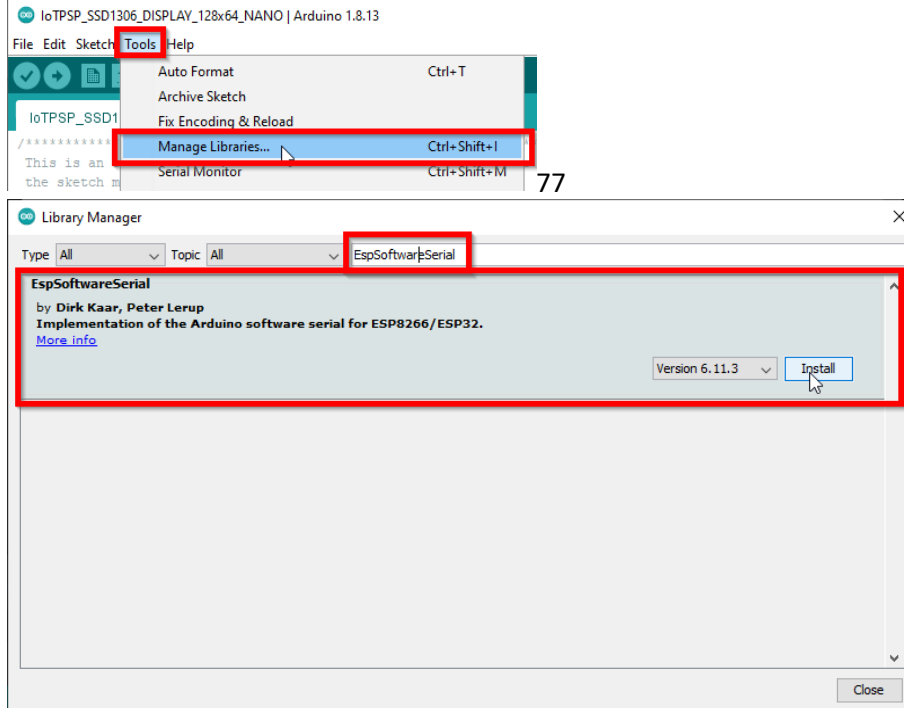 IoTPSP_SSD1306_DISPLAY_128x64_NANO | Arduino 1.8.13
File Edit Sketch Tools Help
Auto Format Ctrl+T
Archive Sketch
IoTPSP_SSD1 Fix Encoding & Reload
/*********** Manage Libraries... Ctrl+Shift+I
This is an Serial Monitor Ctrl+Shift+M
the sketch m
77
Library Manager
Type All Topic All EspSoftwareSerial
EspSoftwareSerial
by Dirk Kaar, Peter Lerup
Implementation of the Arduino software serial for ESP8266/ESP32.
More info
Version 6.11.3 Install
Close